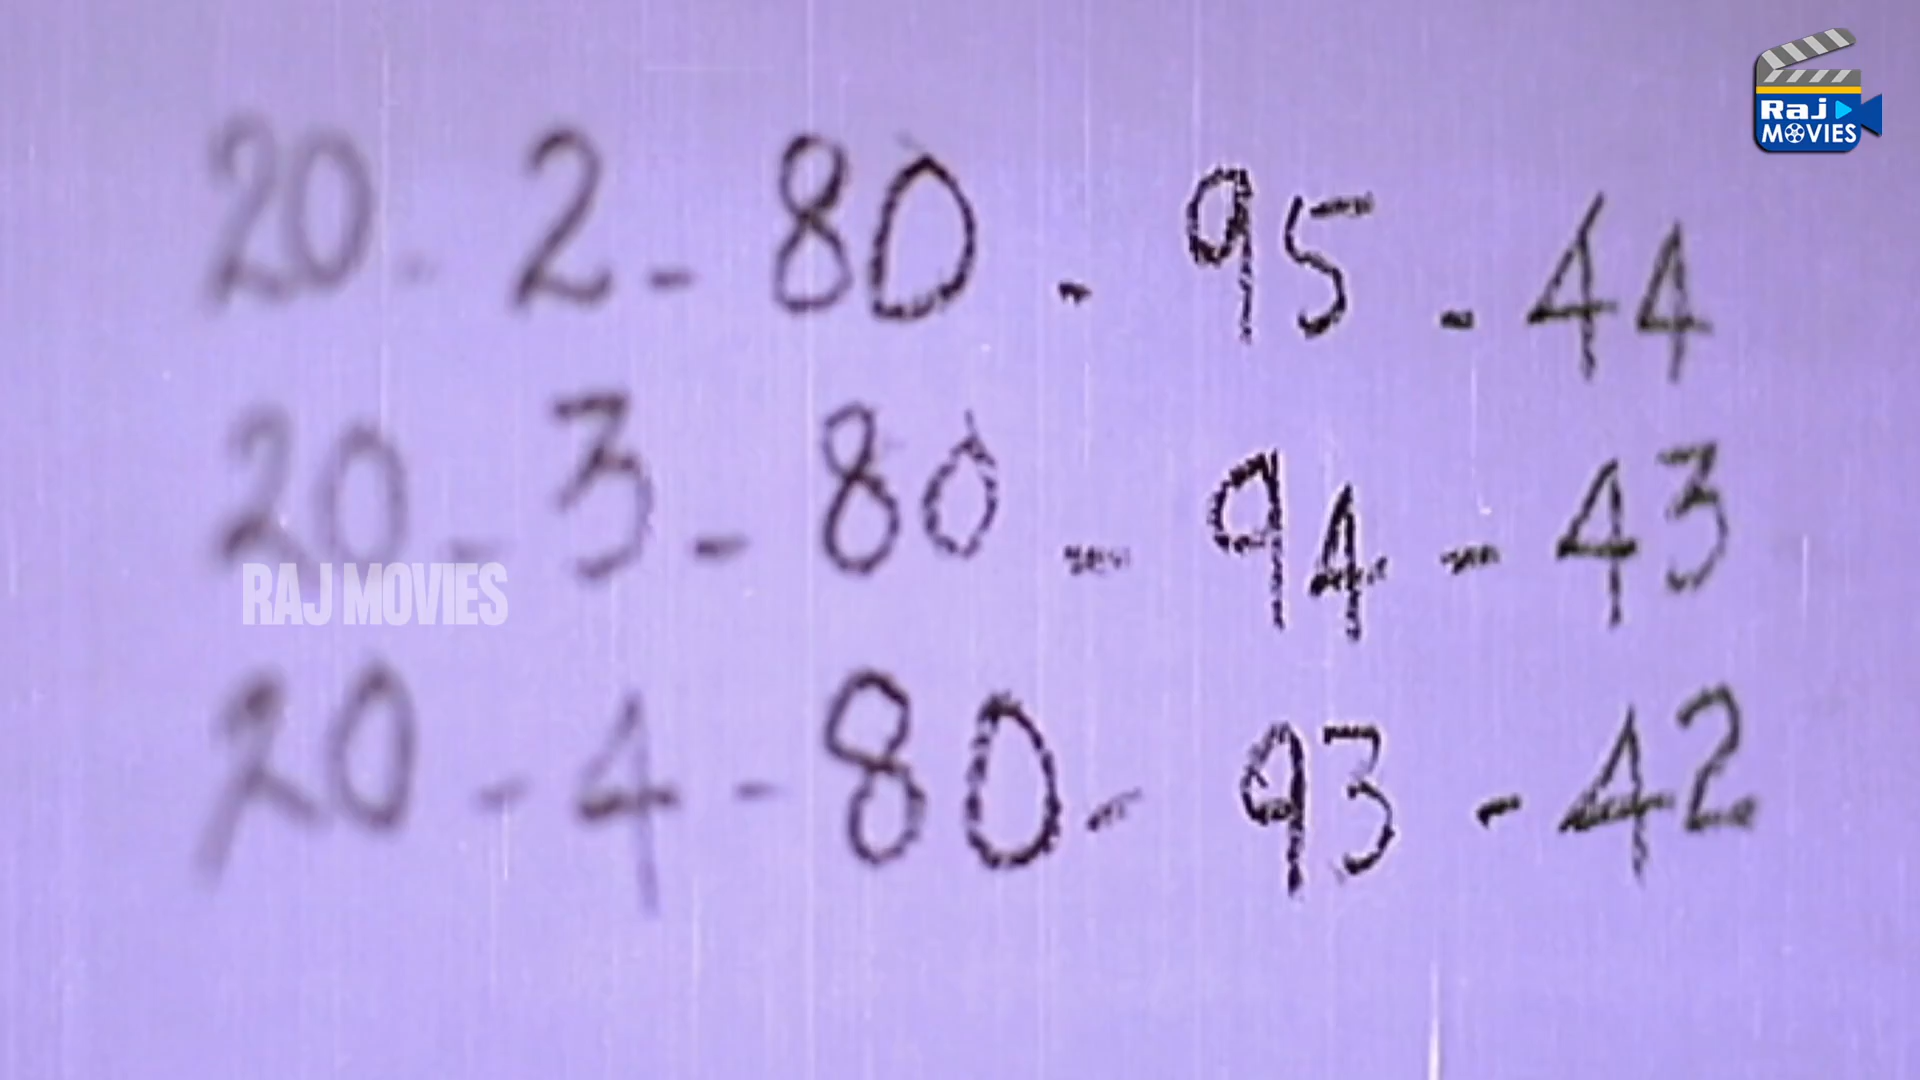 Raj
MOVIES
20 - 2 - 80 - 95 - 44
20 - 3 - 80 - 94 - 43
RAJ MOVIES
20 - 4 - 80 - 93 - 42